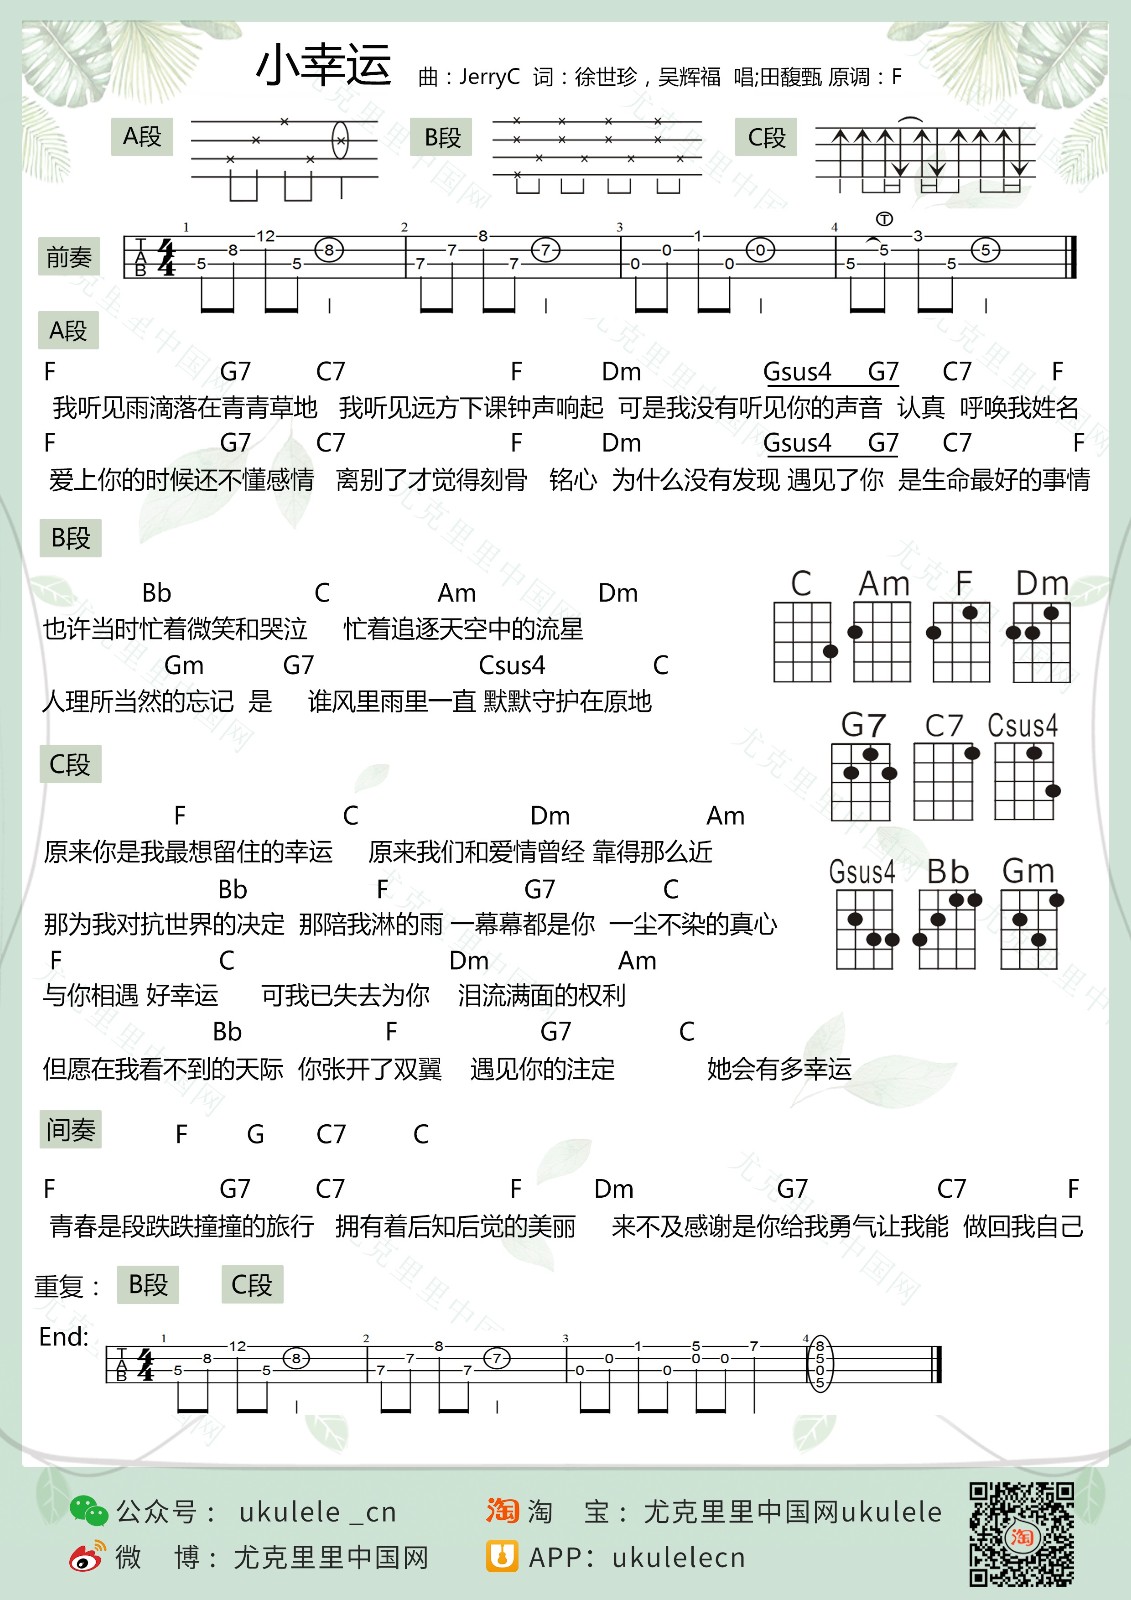 小幸运 曲：JerryC 词：徐世珍，吴辉福 唱;田馥甄 原调：F
A段 B段 C段
前奏
1 2 3 4
T
T A B 4 4 5 8 12 5 8 7 7 8 7 7 0 0 1 0 0 5 5 3 5 5
A段
F G7 C7 F Dm Gsus4 G7 C7 F
我听见雨滴落在青青草地 我听见远方下课钟声响起 可是我没有听见你的声音 认真 呼唤我姓名
F G7 C7 F Dm Gsus4 G7 C7 F
爱上你的时候还不懂感情 离别了才觉得刻骨 铭心 为什么没有发现 遇见了你 是生命最好的事情
B段
Bb C Am Dm
也许当时忙着微笑和哭泣 忙着追逐天空中的流星
Gm G7 Csus4 C
人理所当然的忘记 是 谁风里雨里一直 默默守护在原地
C Am F Dm
G7 C7 Csus4
Gsus4 Bb Gm
C段
F C Dm Am
原来你是我最想留住的幸运 原来我们和爱情曾经 靠得那么近
Bb F G7 C
那为我对抗世界的决定 那陪我淋的雨 一幕幕都是你 一尘不染的真心
F C Dm Am
与你相遇 好幸运 可我已失去为你 泪流满面的权利
Bb F G7 C
但愿在我看不到的天际 你张开了双翼 遇见你的注定 她会有多幸运
间奏 F G C7 C
F G7 C7 F Dm G7 C7 F
青春是段跌跌撞撞的旅行 拥有着后知后觉的美丽 来不及感谢是你给我勇气让我能 做回我自己
重复： B段 C段
End:
1 2 3 4
T A B 4 4 5 8 12 5 8 7 7 8 7 7 0 0 1 0 5 0 0 7 8 5 0 5
公众号： ukulele _cn 淘 淘 宝：尤克里里中国网ukulele
微 博：尤克里里中国网 APP：ukulelecn
淘
尤克里里中国网